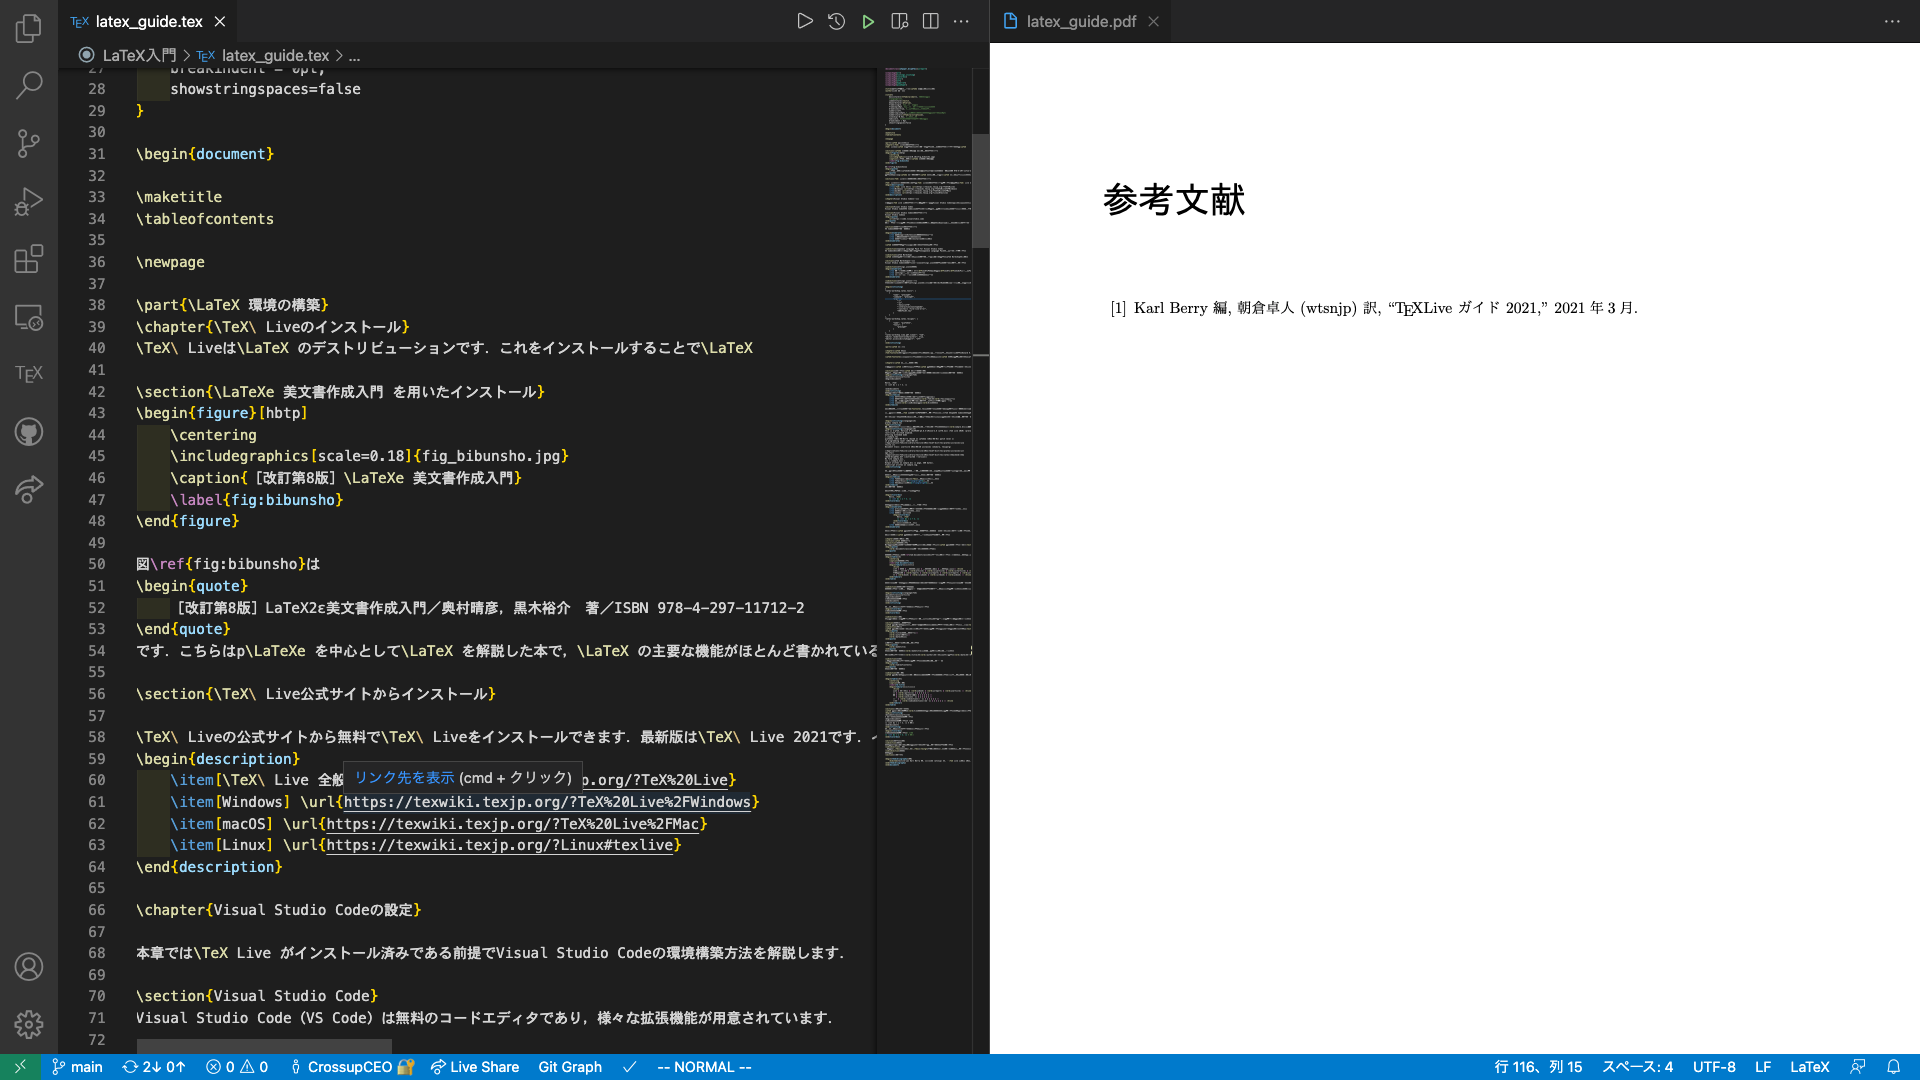 TEX latex_guide.tex
latex_guide.pdf
LaTeX入門 > TEX latex_guide.tex > ...
27 breakindent = 0pt,
28 showstringspaces=false
29 }
30
31 \begin{document}
32
33 \maketitle
34 \tableofcontents
35
36 \newpage
37
38 \part{\LaTeX 環境の構築}
39 \chapter{\TeX\ Liveのインストール}
40 \TeX\ Liveは\LaTeX のデストリビューションです．これをインストールすることで\LaTeX
41
42 \section{\LaTeXe 美文書作成入門 を用いたインストール}
43 \begin{figure}[hbtp]
44 \centering
45 \includegraphics[scale=0.18]{fig_bibunsho.jpg}
46 \caption{［改訂第8版］\LaTeXe 美文書作成入門}
47 \label{fig:bibunsho}
48 \end{figure}
49
50 図\ref{fig:bibunsho}は
51 \begin{quote}
52 ［改訂第8版］LaTeX2ε美文書作成入門／奥村晴彦，黒木裕介　著／ISBN 978-4-297-11712-2
53 \end{quote}
54 です．こちらはp\LaTeXe を中心として\LaTeX を解説した本で，\LaTeX の主要な機能がほとんど書かれている
55
56 \section{\TeX\ Live公式サイトからインストール}
57
58 \TeX\ Liveの公式サイトから無料で\TeX\ Liveをインストールできます．最新版は\TeX\ Live 2021です．
59 \begin{description}
リンク先を表示 (cmd + クリック)
60 \item[\TeX\ Live 全般 p.org/?TeX%20Live}
61 \item[Windows] \url{https://texwiki.texjp.org/?TeX%20Live%2FWindows}
62 \item[macOS] \url{https://texwiki.texjp.org/?TeX%20Live%2FMac}
63 \item[Linux] \url{https://texwiki.texjp.org/?Linux#texlive}
64 \end{description}
65
66 \chapter{Visual Studio Codeの設定}
67
68 本章では\TeX Live がインストール済みである前提でVisual Studio Codeの環境構築方法を解説します．
69
70 \section{Visual Studio Code}
71 Visual Studio Code（VS Code）は無料のコードエディタであり，様々な拡張機能が用意されています．
72
TEX
参考文献
[1] Karl Berry 編, 朝倉卓人 (wtsnjp) 訳, “TEXLive ガイド 2021,” 2021 年 3 月.
main 2↓ 0↑ 0 0 CrossupCEO Live Share Git Graph -- NORMAL --
行 116、列 15 スペース: 4 UTF-8 LF LaTeX